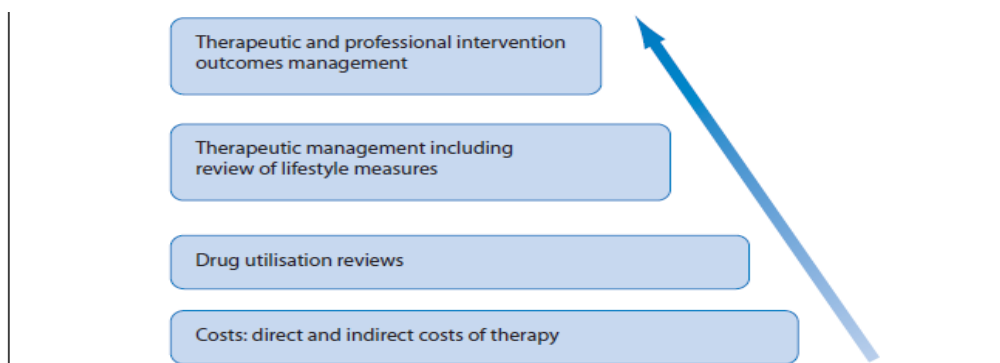 Therapeutic and professional intervention
outcomes management
Therapeutic management including
review of lifestyle measures
Drug utilisation reviews
Costs: direct and indirect costs of therapy